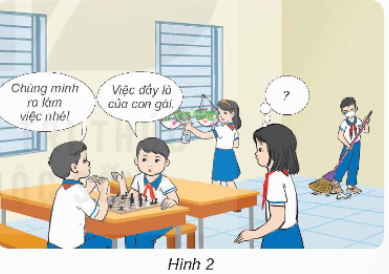 Chúng mình
ra làm
việc nhé!
Việc đấy là
của con gái.
?
Hình 2